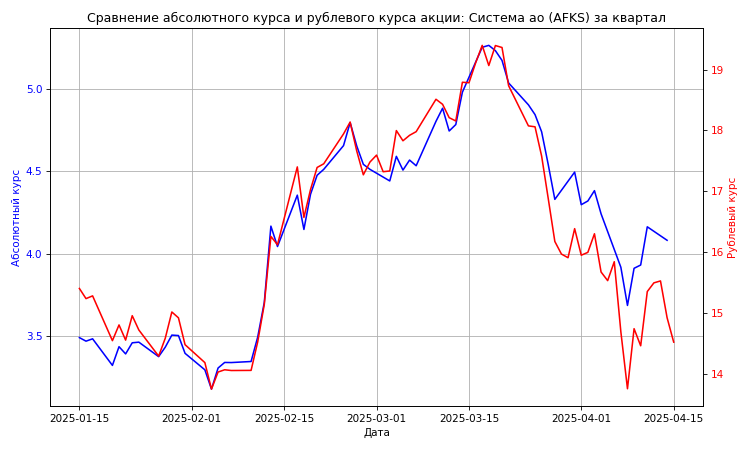 Сравнение абсолютного курса и рублевого курса акции: Система ао (AFKS) за квартал
Абсолютный курс
5.0
4.5
4.0
3.5
19
18
17
16
15
14
Рублевый курс
2025-01-15 2025-02-01 2025-02-15 2025-03-01 2025-03-15 2025-04-01 2025-04-15
Дата